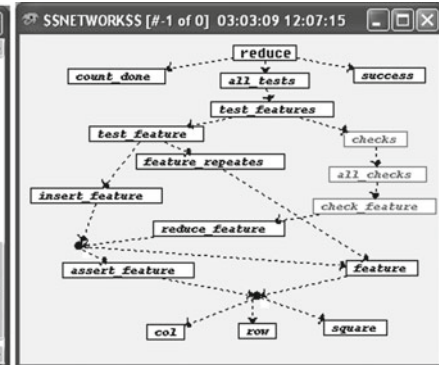 SSNETWORKSS [#-1 of 0] 03:03:09 12:07:15
reduce
count_done
all_tests
success
test_features
test_feature
checks
feature_repeates
all_checks
insert_feature
check_feature
reduce_feature
assert_feature
feature
col
row
square